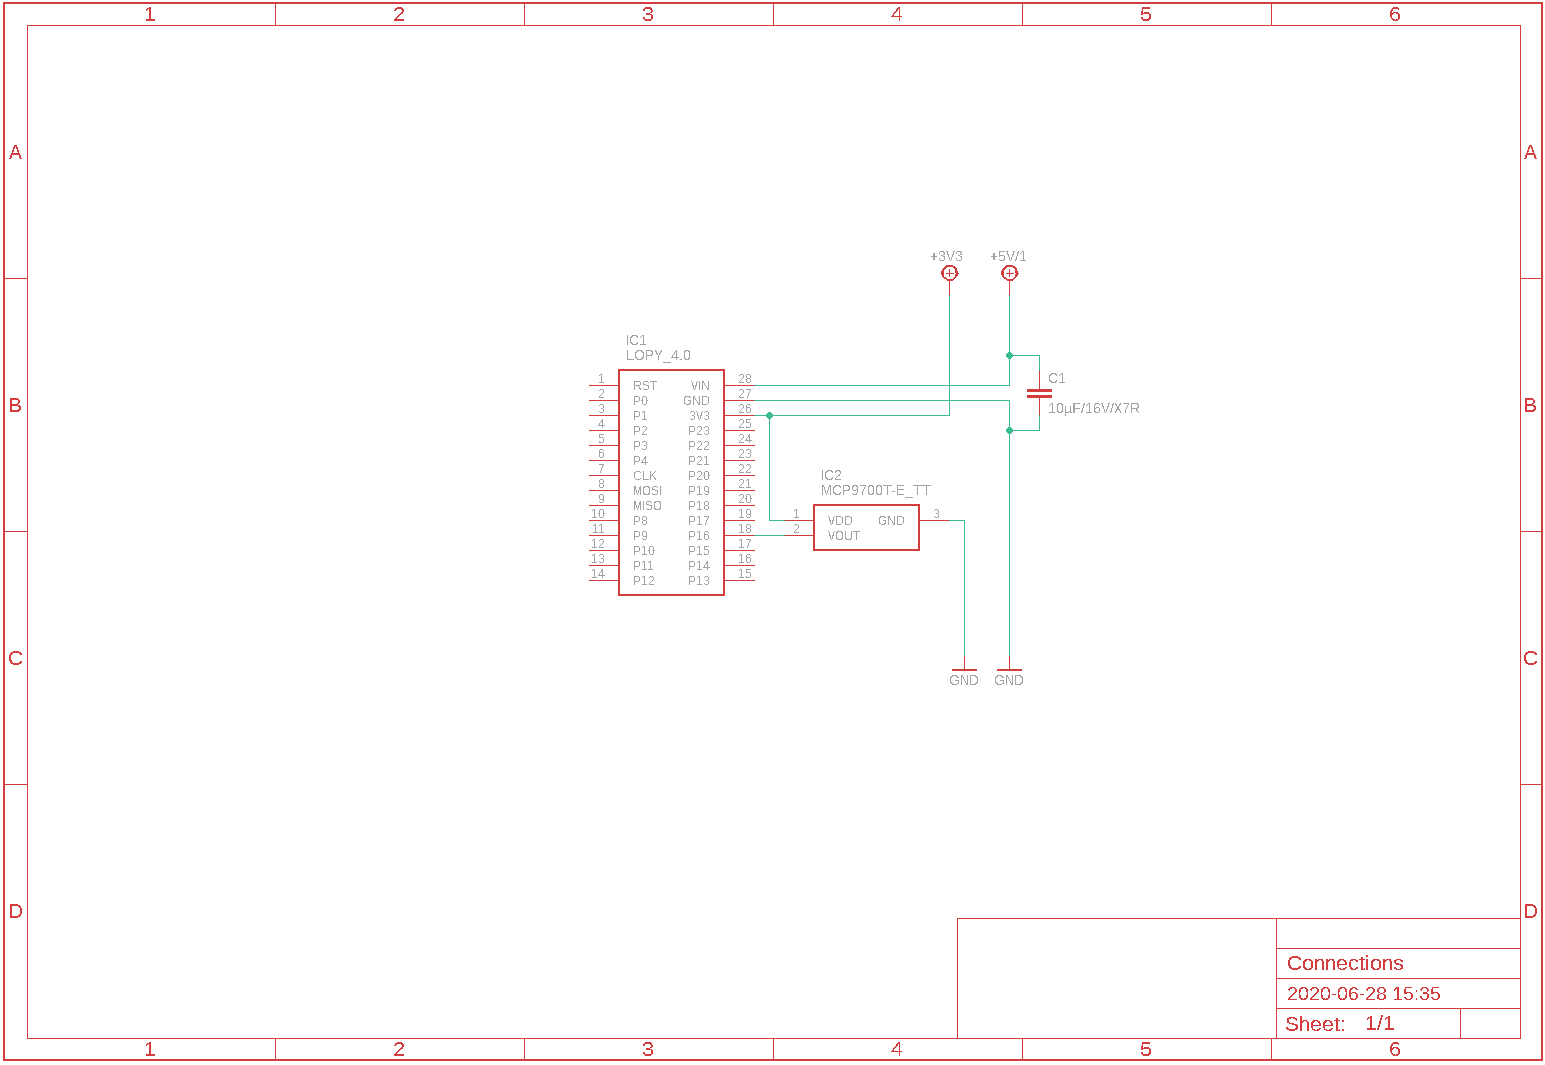 1 2 3 4 5 6
A A
+3V3 +5V/1
IC1
LOPY_4.0
1 RST VIN 28
2 P0 GND 27
3 P1 3V3 26
4 P2 P23 25
5 P3 P22 24
6 P4 P21 23
7 CLK P20 22
8 MOSI P19 21
9 MISO P18 20
10 P8 P17 19
11 P9 P16 18
12 P10 P15 17
13 P11 P14 16
14 P12 P13 15
C1
10µF/16V/X7R
B B
IC2
MCP9700T-E_TT
1 VDD GND 3
2 VOUT
C C
GND GND
D D
Connections
2020-06-28 15:35
Sheet: 1/1
1 2 3 4 5 6